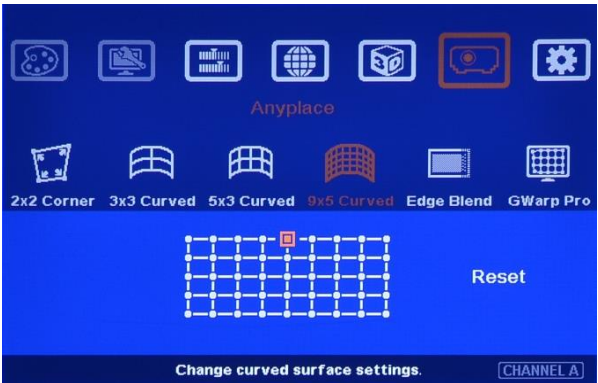 3D
Anyplace
2x2 Corner 3x3 Curved 5x3 Curved 9x5 Curved Edge Blend GWarp Pro
Reset
Change curved surface settings.
CHANNEL A